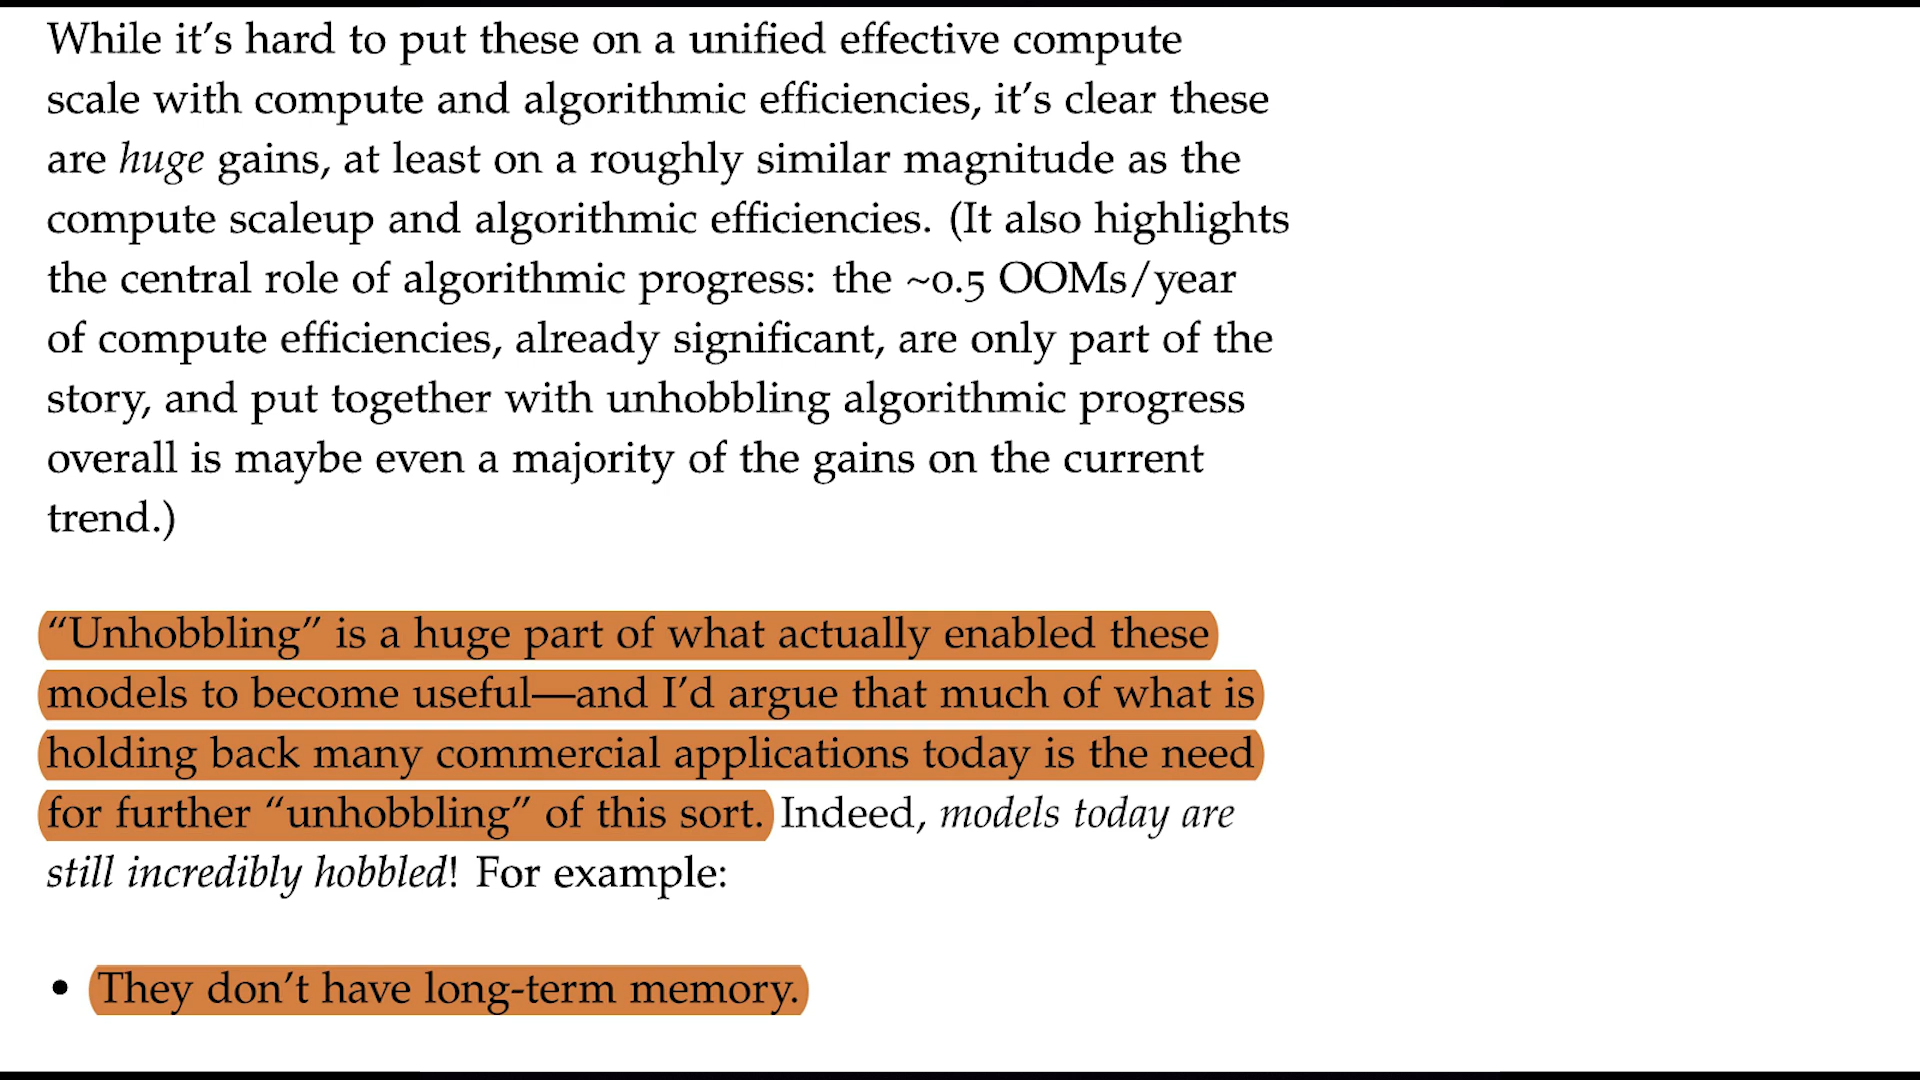 While it’s hard to put these on a unified effective compute
scale with compute and algorithmic efficiencies, it’s clear these
are huge gains, at least on a roughly similar magnitude as the
compute scaleup and algorithmic efficiencies. (It also highlights
the central role of algorithmic progress: the ~0.5 OOMs/year
of compute efficiencies, already significant, are only part of the
story, and put together with unhobbling algorithmic progress
overall is maybe even a majority of the gains on the current
trend.)
“Unhobbling” is a huge part of what actually enabled these
models to become useful—and I’d argue that much of what is
holding back many commercial applications today is the need
for further “unhobbling” of this sort. Indeed, models today are
still incredibly hobbled! For example:
• They don’t have long-term memory.